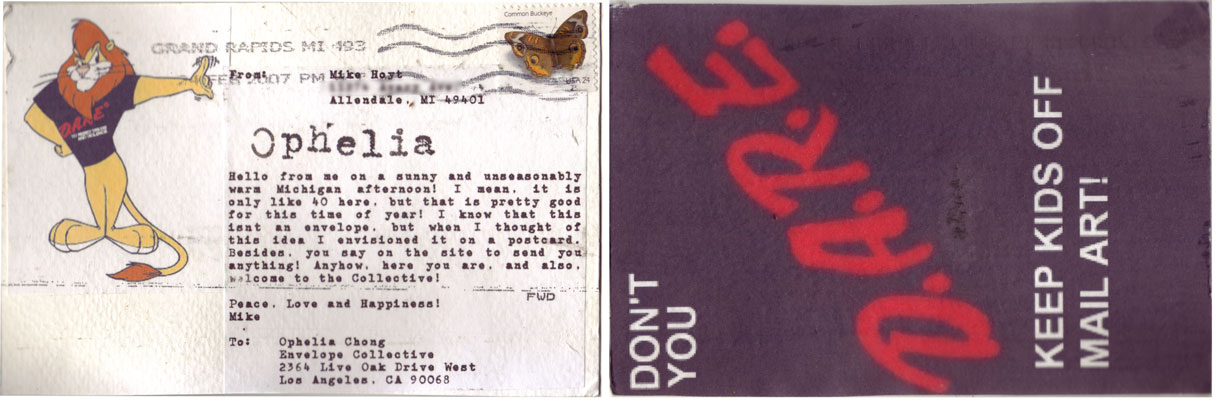 Common Buckeye
GRAND RAPIDS MI 493
FEB 2007 PM
USA 24
D.A.R.E.
From: Mike Hoyt
Allendale, MI 49401
Ophelia
Hello from me on a sunny and unseasonably
warm Michigan afternoon! I mean, it is
only like 40 here, but that is pretty good
for this time of year! I know that this
isnt an envelope, but when I thought of
this idea I envisioned it on a postcard.
Besides, you say on the site to send you
anything! Anyhow, here you are, and also,
welcome to the Collective!
FWD
Peace, Love and Happiness!
Mike
To: Ophelia Chong
Envelope Collective
2364 Live Oak Drive West
Los Angeles, CA 90068
DON'T
YOU
D.A.R.E.
KEEP KIDS OFF
MAIL ART!